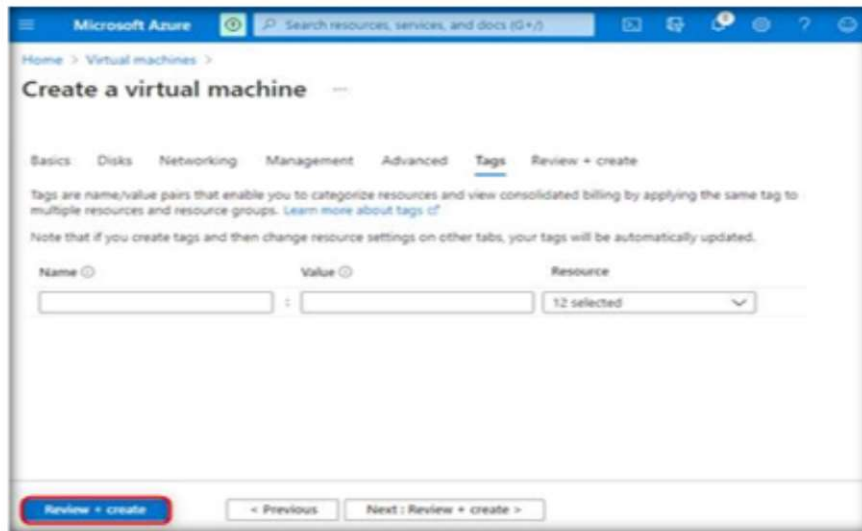 Microsoft Azure Search resources, services, and docs (G+/)
Home > Virtual machines >
Create a virtual machine ...
Basics Disks Networking Management Advanced Tags Review + create
Tags are name/value pairs that enable you to categorize resources and view consolidated billing by applying the same tag to
multiple resources and resource groups. Learn more about tags
Note that if you create tags and then change resource settings on other tabs, your tags will be automatically updated.
Name Value Resource
: 12 selected
Review + create < Previous Next : Review + create >